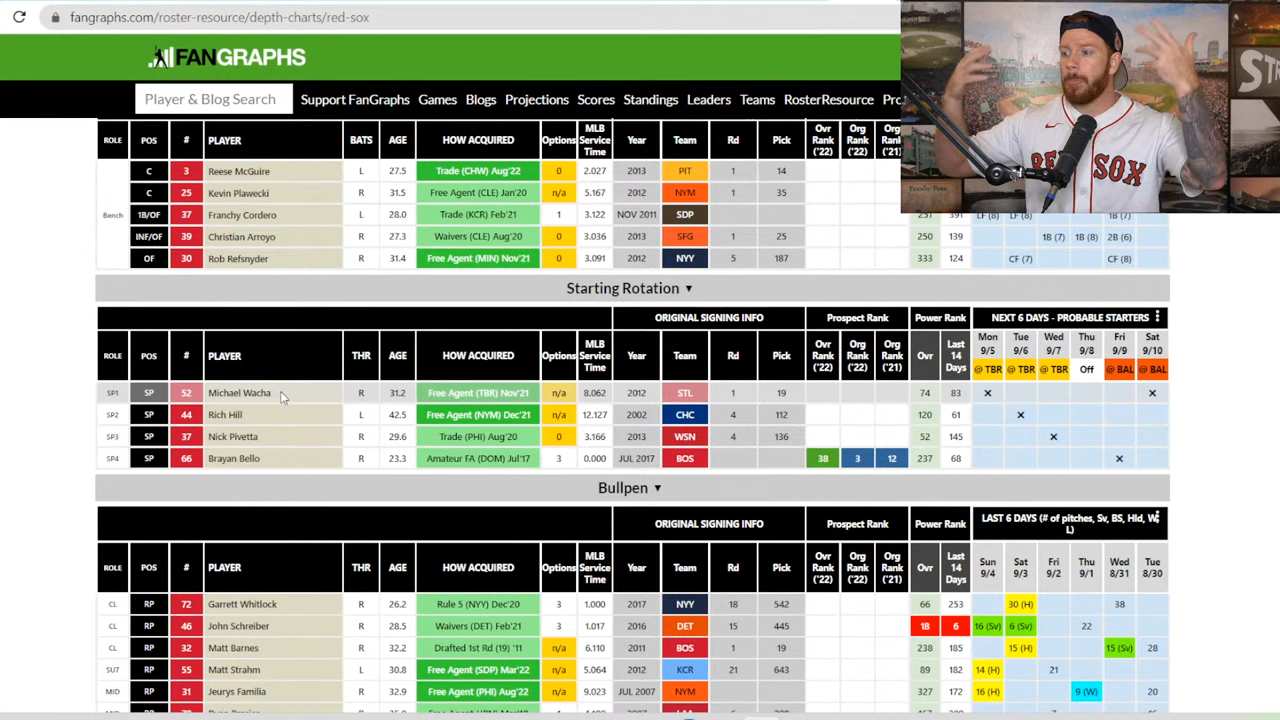 fangraphs.com/roster-resource/depth-charts/red-sox
FANGRAPHS
Player & Blog Search Support FanGraphs Games Blogs Projections Scores Standings Leaders Teams RosterResource
ROLE POS # PLAYER BATS AGE HOW ACQUIRED Options MLB Service Time Year Team Rd Pick Ovr Rank ('22) Org Rank ('22) Org Rank ('21)
C 3 Reese McGuire L 27.5 Trade (CHW) Aug'22 0 2.027 2013 PIT 1 14
C 25 Kevin Plawecki R 31.5 Free Agent (CLE) Jan'20 n/a 5.167 2012 NYM 1 35
Bench 1B/OF 37 Franchy Cordero L 28.0 Trade (KCR) Feb'21 1 3.122 NOV 2011 SDP 251 391 LF (8) LF (8) 1B (7)
INF/OF 39 Christian Arroyo R 27.3 Waivers (CLE) Aug'20 0 3.036 2013 SFG 1 25 250 139 1B (7) 1B (8) 2B (6)
OF 30 Rob Refsnyder R 31.4 Free Agent (MIN) Nov'21 0 3.091 2012 NYY 5 187 333 124 CF (7) CF (8)
Starting Rotation ▼
ORIGINAL SIGNING INFO Prospect Rank Power Rank NEXT 6 DAYS - PROBABLE STARTERS
ROLE POS # PLAYER THR AGE HOW ACQUIRED Options MLB Service Time Year Team Rd Pick Ovr Rank ('22) Org Rank ('22) Org Rank ('21) Ovr Last 14 Days Mon 9/5 Tue 9/6 Wed 9/7 Thu 9/8 Fri 9/9 Sat 9/10
@ TBR @ TBR @ TBR Off @ BAL @ BAL
SP1 SP 52 Michael Wacha R 31.2 Free Agent (TBR) Nov'21 n/a 8.062 2012 STL 1 19 74 83 × ×
SP2 SP 44 Rich Hill L 42.5 Free Agent (NYM) Dec'21 n/a 12.127 2002 CHC 4 112 120 61 ×
SP3 SP 37 Nick Pivetta R 29.6 Trade (PHI) Aug'20 0 3.166 2013 WSN 4 136 52 145 ×
SP4 SP 66 Brayan Bello R 23.3 Amateur FA (DOM) Jul'17 3 0.000 JUL 2017 BOS 38 3 12 237 68 ×
Bullpen ▼
ORIGINAL SIGNING INFO Prospect Rank Power Rank LAST 6 DAYS (# of pitches, Sv, BS, Hld, W, L)
ROLE POS # PLAYER THR AGE HOW ACQUIRED Options MLB Service Time Year Team Rd Pick Ovr Rank ('22) Org Rank ('22) Org Rank ('21) Ovr Last 14 Days Sun 9/4 Sat 9/3 Fri 9/2 Thu 9/1 Wed 8/31 Tue 8/30
CL RP 72 Garrett Whitlock R 26.2 Rule 5 (NYY) Dec'20 3 1.000 2017 NYY 18 542 66 253 30 (H) 38
CL RP 46 John Schreiber R 28.5 Waivers (DET) Feb'21 3 1.017 2016 DET 15 445 18 6 16 (Sv) 6 (Sv) 22
CL RP 32 Matt Barnes R 32.2 Drafted 1st Rd (19) '11 n/a 6.110 2011 BOS 1 19 238 185 15 (H) 15 (Sv) 28
SU7 RP 55 Matt Strahm L 30.8 Free Agent (SDP) Mar'22 n/a 5.064 2012 KCR 21 643 89 182 14 (H) 21
MID RP 31 Jeurys Familia R 32.9 Free Agent (PHI) Aug'22 n/a 9.023 JUL 2007 NYM 327 172 16 (H) 9 (W) 20